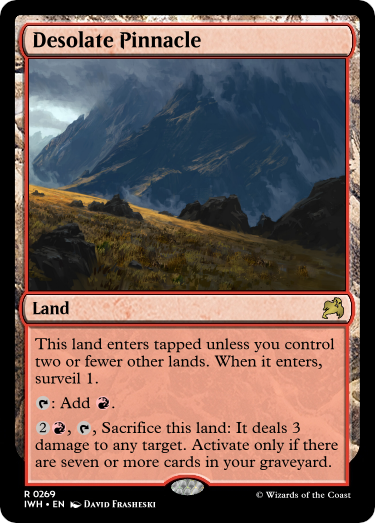 Desolate Pinnacle
Land
This land enters tapped unless you control
two or fewer other lands. When it enters,
surveil 1.
: Add .
2 , , Sacrifice this land: It deals 3
damage to any target. Activate only if there
are seven or more cards in your graveyard.
R 0269
IWH • EN David Frasheski
© Wizards of the Coast